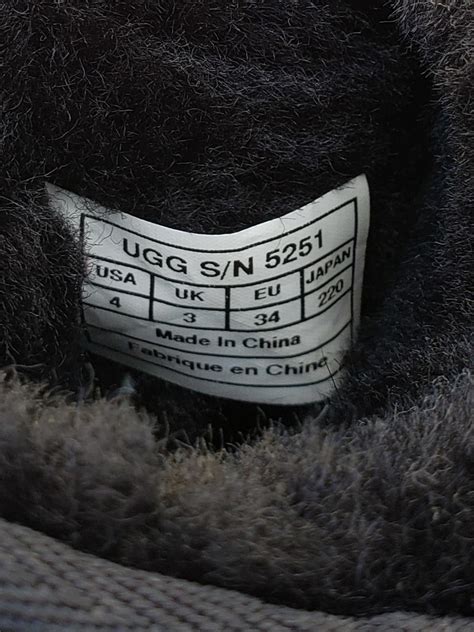 UGG S/N 5251
USA UK EU JAPAN
4 3 34 220
Made In China
Fabrique en Chine